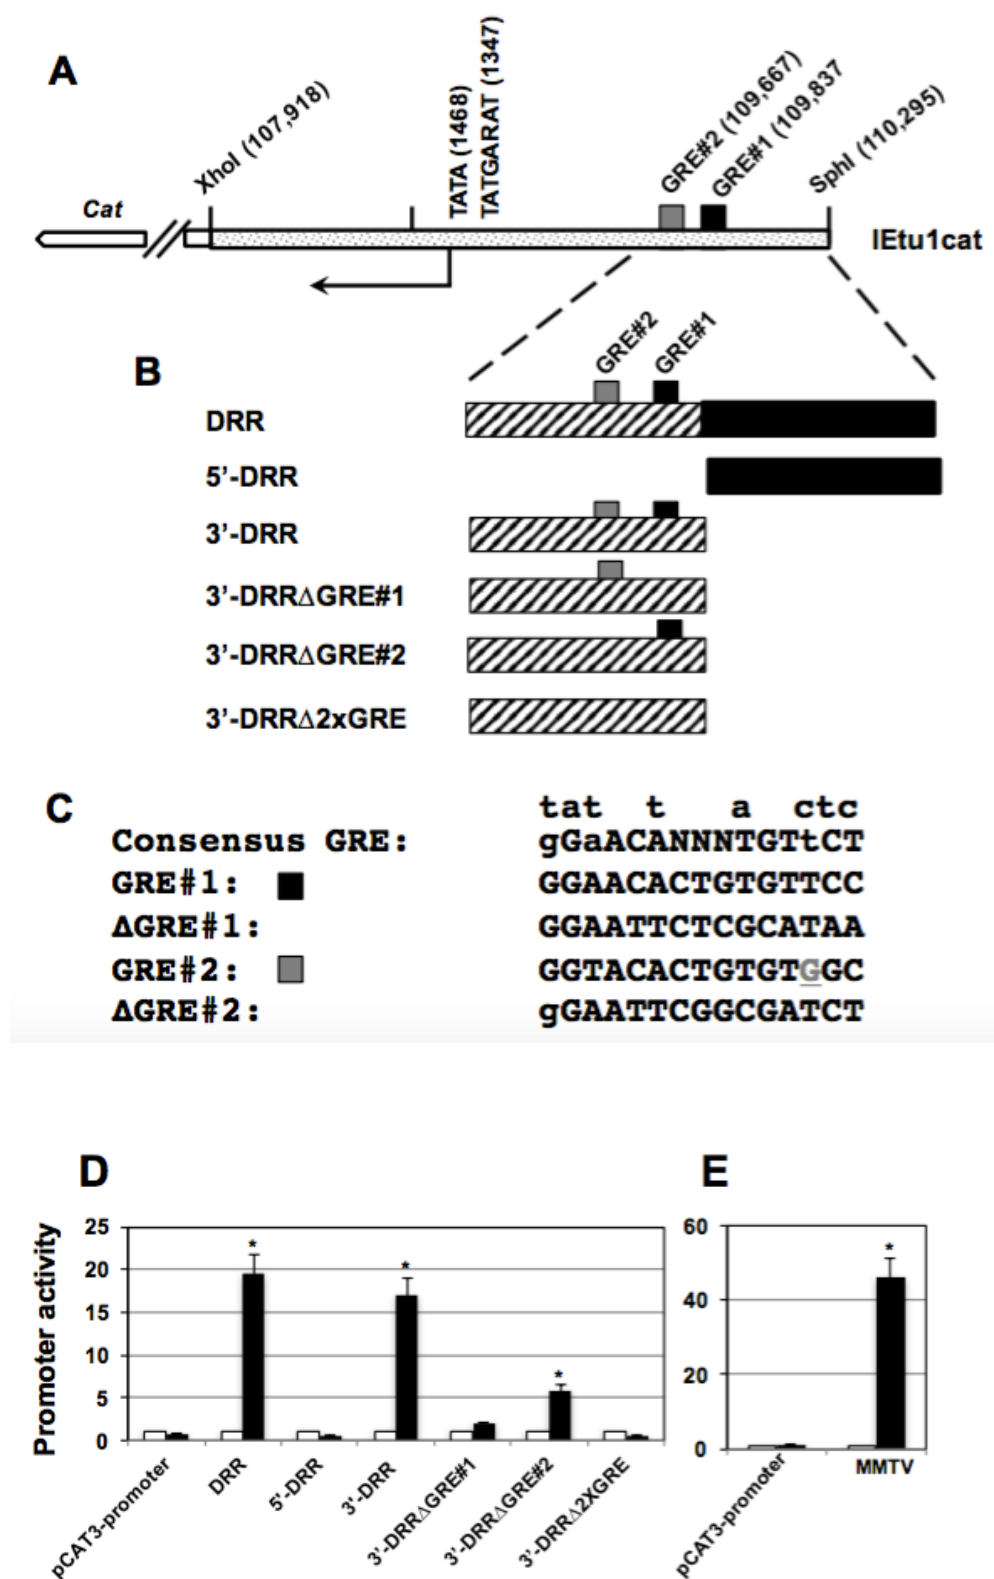 A
XhoI (107,918)
TATA (1468)
TATGARAT (1347)
GRE#2 (109,667)
GRE#1 (109,837
SphI (110,295)
Cat
IEtu1cat
B
GRE#2
GRE#1
DRR
5'-DRR
3'-DRR
3'-DRRΔGRE#1
3'-DRRΔGRE#2
3'-DRRΔ2xGRE
C
tat t a ctc
Consensus GRE: gGaACANNNTGTtCT
GRE#1: GGAACACTGTGTTCC
ΔGRE#1: GGAATTCTCGCATAA
GRE#2: GGTACACTGTGTGGC
ΔGRE#2: gGAATTCGGCGATCT
D
Promoter activity
25
20
15
10
5
0
* * *
pCAT3-promoter
DRR
5'-DRR
3'-DRR
3'-DRRΔGRE#1
3'-DRRΔGRE#2
3'-DRRΔ2XGRE
E
60
40
20
0
*
pCAT3-promoter
MMTV